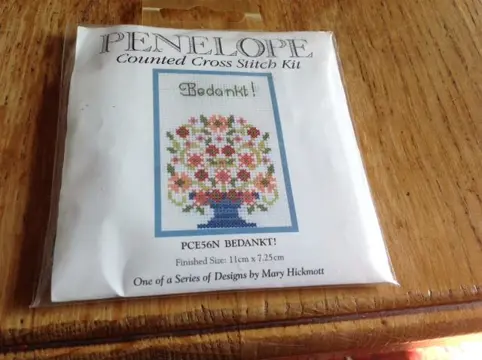 PENELOPE
Counted Cross Stitch Kit
Bedankt!
PCE56N BEDANKT!
Finished Size: 11cm x 7.25cm
One of a Series of Designs by Mary Hickmott